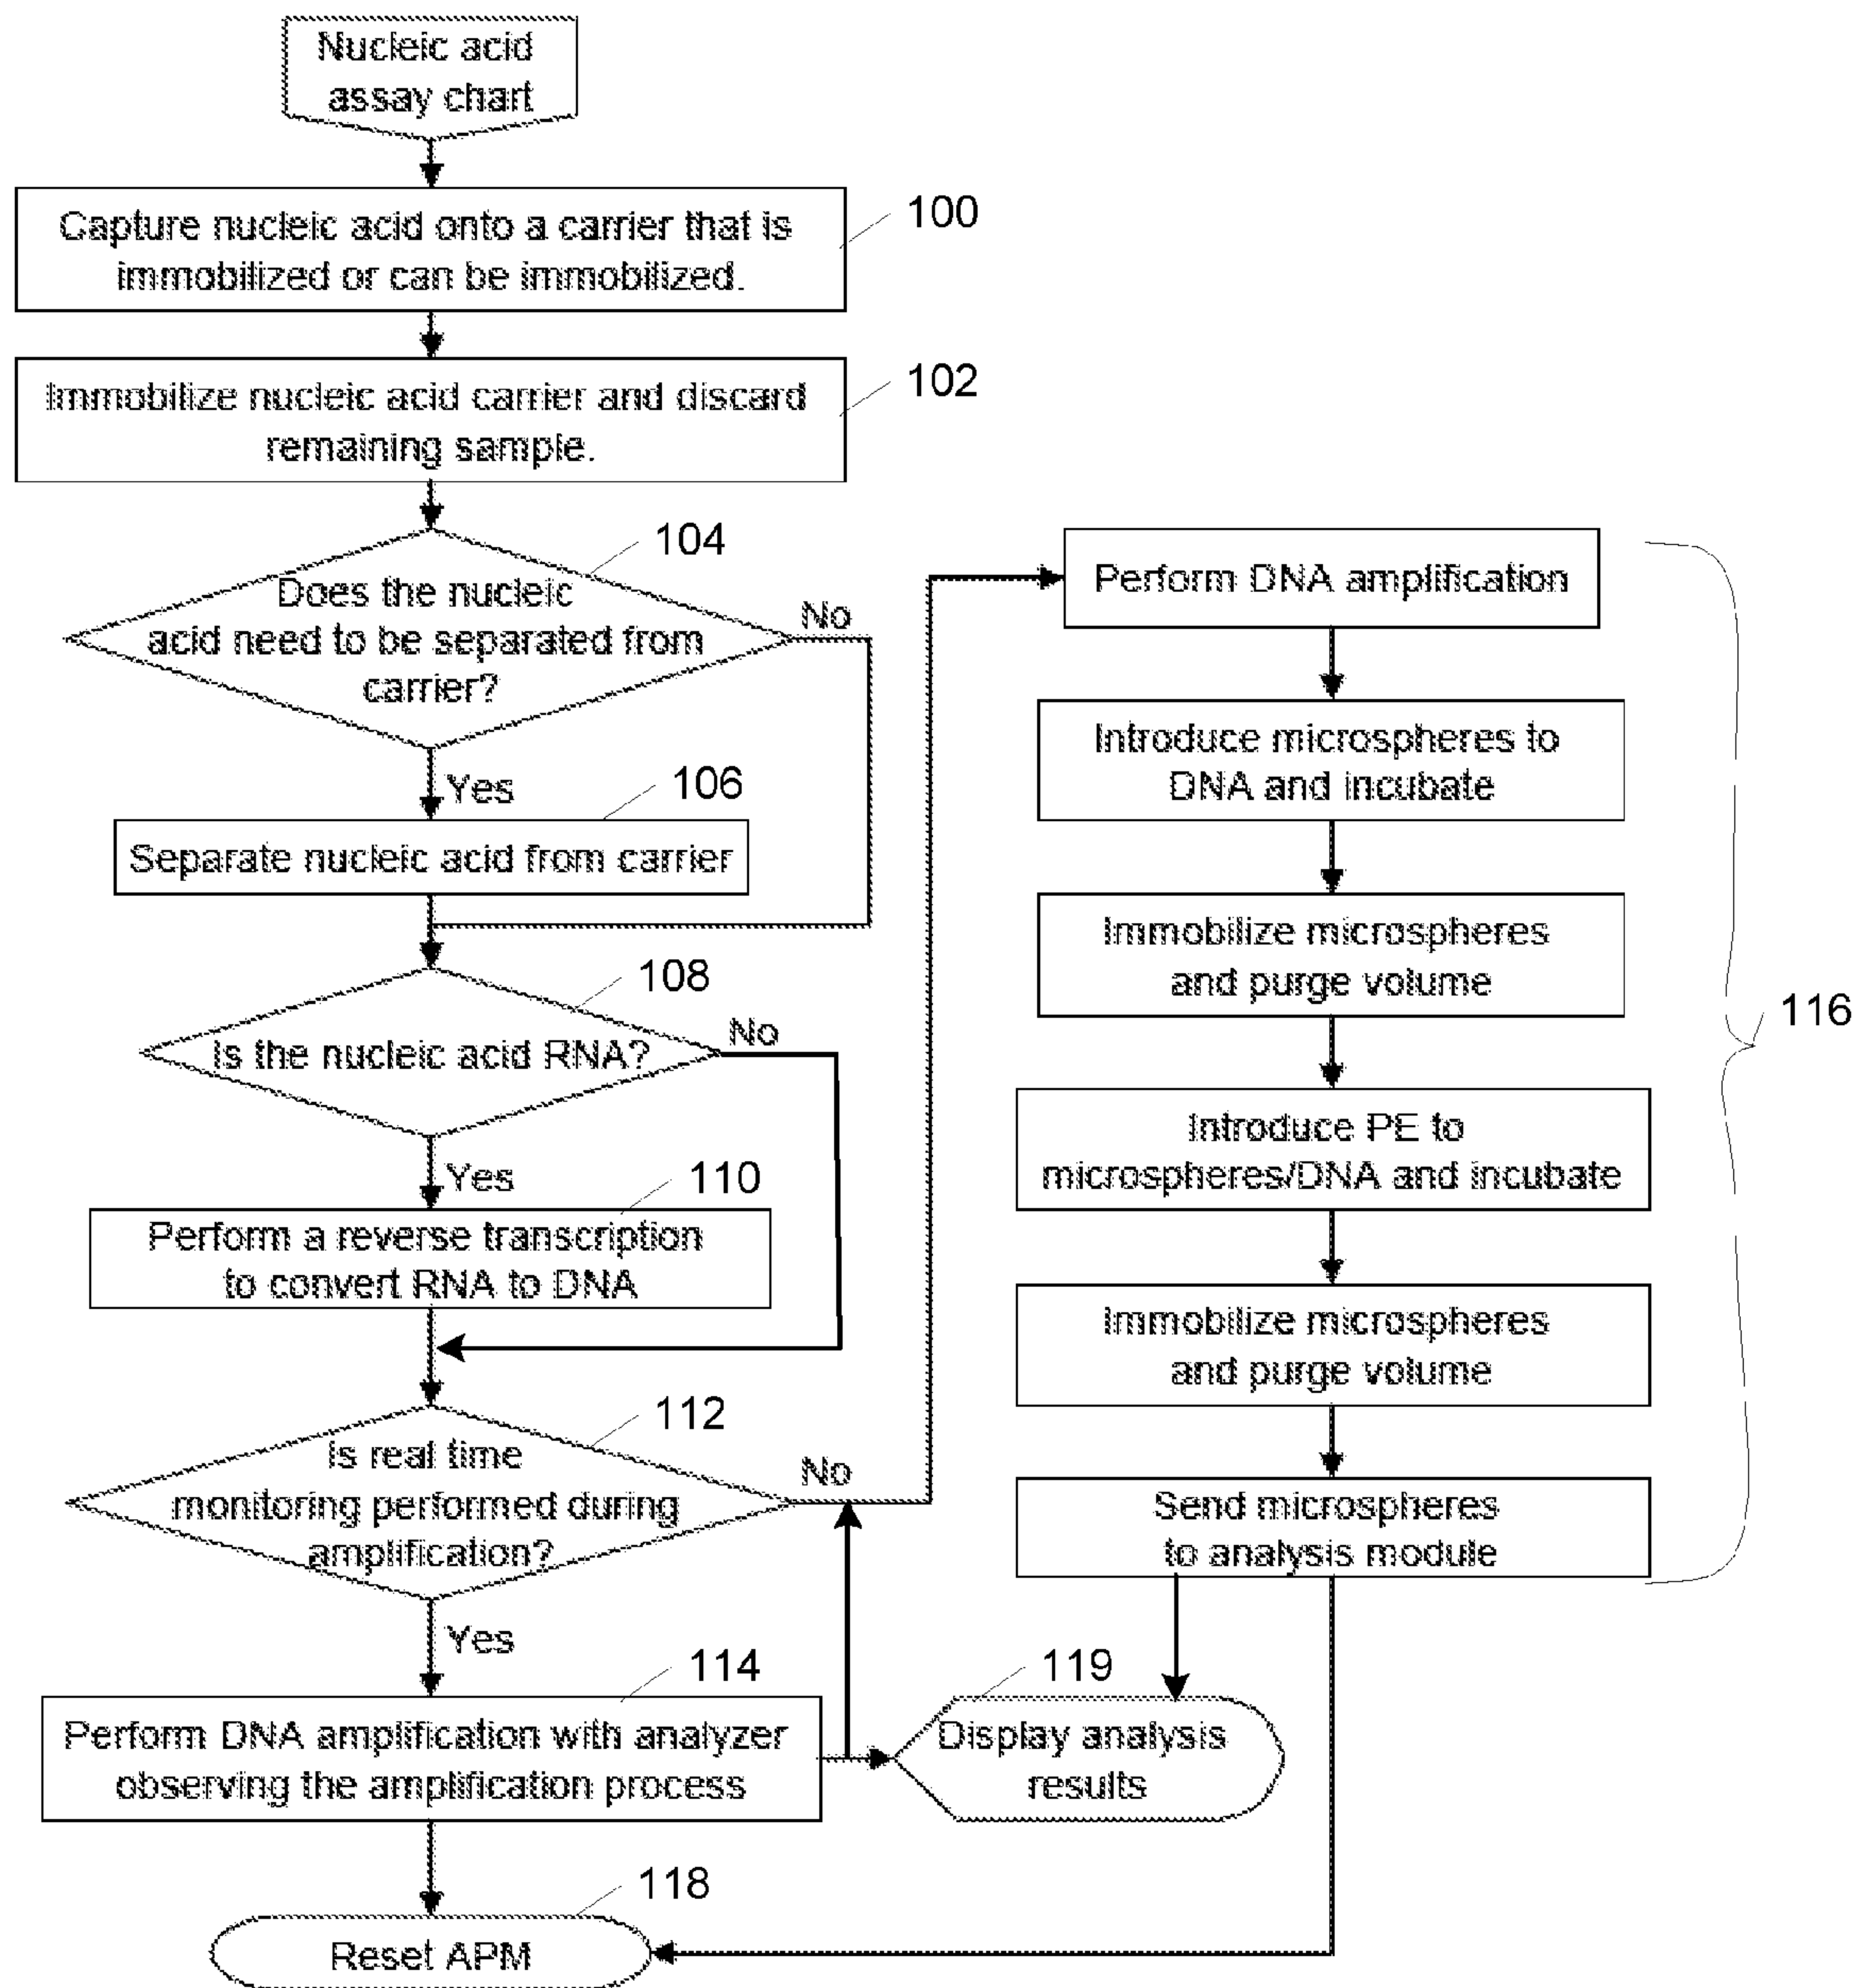 Nucleic acid
assay chart
Capture nucleic acid onto a carrier that is
immobilized or can be immobilized.
100
Immobilize nucleic acid carrier and discard
remaining sample.
102
104
Does the nucleic
acid need to be separated from
carrier?
No
Yes
106
Separate nucleic acid from carrier
108
Is the nucleic acid RNA?
No
Yes
110
Perform a reverse transcription
to convert RNA to DNA
112
Is real time
monitoring performed during
amplification?
No
Yes
114
Perform DNA amplification with analyzer
observing the amplification process
118
Reset APM
Perform DNA amplification
Introduce microspheres to
DNA and incubate
Immobilize microspheres
and purge volume
116
Introduce PE to
microspheres/DNA and incubate
Immobilize microspheres
and purge volume
Send microspheres
to analysis module
119
Display analysis
results